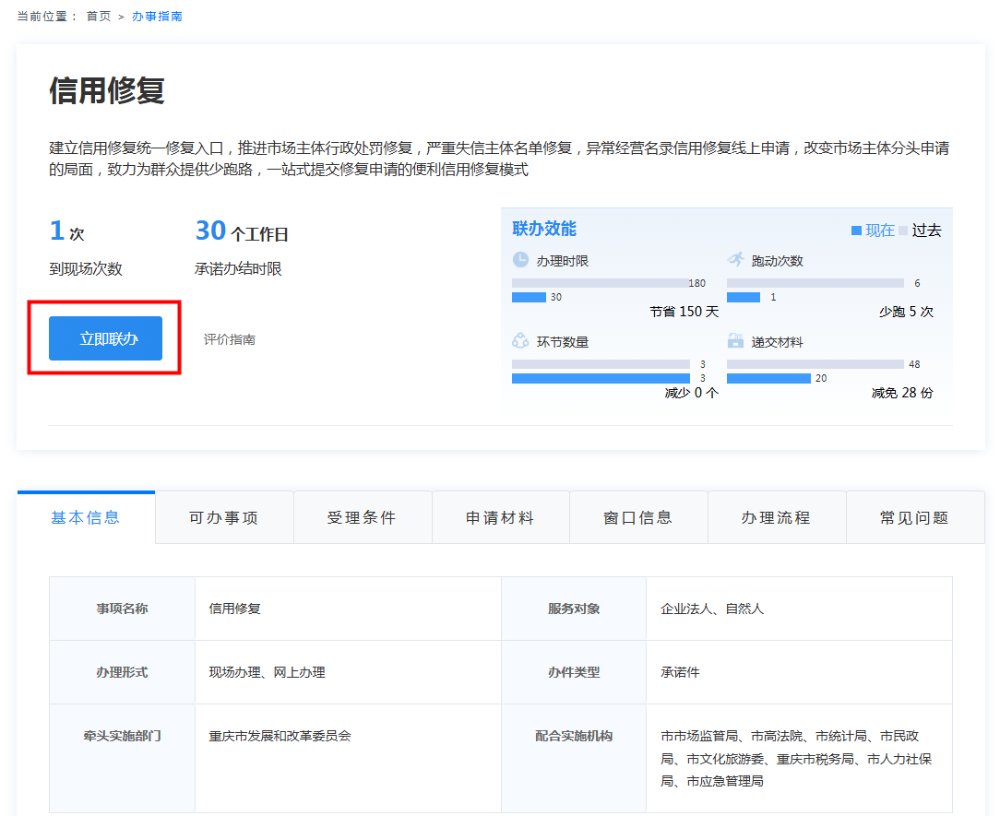 当前位置： 首页 > 办事指南
信用修复
建立信用修复统一修复入口，推进市场主体行政处罚修复，严重失信主体名单修复，异常经营名录信用修复线上申请，改变市场主体分头申请
的局面，致力为群众提供少跑路，一站式提交修复申请的便利信用修复模式
1 次
到现场次数
30 个工作日
承诺办结时限
立即联办
评价指南
联办效能
现在 过去
办理时限
180
30
节省 150 天
跑动次数
6
1
少跑 5 次
环节数量
3
3
减少 0 个
递交材料
48
20
减免 28 份
基本信息 可办事项 受理条件 申请材料 窗口信息 办理流程 常见问题
事项名称 信用修复 服务对象 企业法人、自然人
办理形式 现场办理、网上办理 办件类型 承诺件
牵头实施部门 重庆市发展和改革委员会 配合实施机构 市市场监管局、市高法院、市统计局、市民政
局、市文化旅游委、重庆市税务局、市人力社保
局、市应急管理局